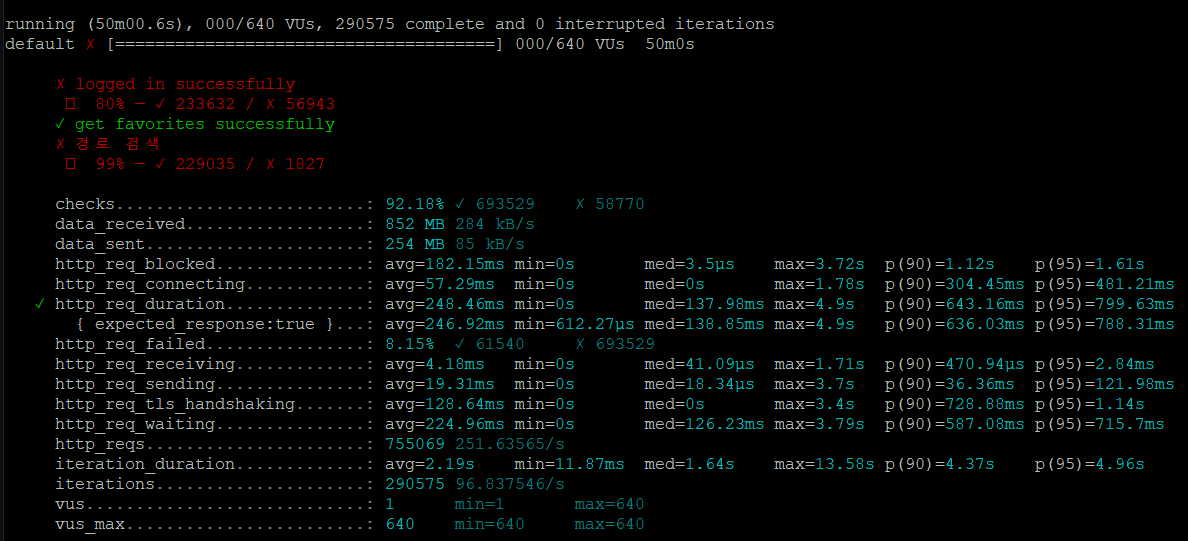 running (50m00.6s), 000/640 VUs, 290575 complete and 0 interrupted iterations
default ✗ [======================================] 000/640 VUs  50m0s
✗ logged in successfully
80% — ✓ 233632 / ✗ 56943
✓ get favorites successfully
✗ 경로 검색
99% — ✓ 229035 / ✗ 1827
checks.........................: 92.18% ✓ 693529    ✗ 58770
data_received..................: 852 MB 284 kB/s
data_sent......................: 254 MB 85 kB/s
http_req_blocked...............: avg=182.15ms min=0s       med=3.5µs    max=3.72s  p(90)=1.12s    p(95)=1.61s
http_req_connecting............: avg=57.29ms  min=0s       med=0s       max=1.78s  p(90)=304.45ms p(95)=481.21ms
✓ http_req_duration..............: avg=248.46ms min=0s       med=137.98ms max=4.9s   p(90)=643.16ms p(95)=799.63ms
{ expected_response:true }...: avg=246.92ms min=612.27µs med=138.85ms max=4.9s   p(90)=636.03ms p(95)=788.31ms
http_req_failed................: 8.15%  ✓ 61540     ✗ 693529
http_req_receiving.............: avg=4.18ms   min=0s       med=41.09µs  max=1.71s  p(90)=470.94µs p(95)=2.84ms
http_req_sending...............: avg=19.31ms  min=0s       med=18.34µs  max=3.7s   p(90)=36.36ms  p(95)=121.98ms
http_req_tls_handshaking.......: avg=128.64ms min=0s       med=0s       max=3.4s   p(90)=728.88ms p(95)=1.14s
http_req_waiting...............: avg=224.96ms min=0s       med=126.23ms max=3.79s  p(90)=587.08ms p(95)=715.7ms
http_reqs......................: 755069 251.63565/s
iteration_duration.............: avg=2.19s    min=11.87ms  med=1.64s    max=13.58s p(90)=4.37s    p(95)=4.96s
iterations.....................: 290575 96.837546/s
vus............................: 1      min=1       max=640
vus_max........................: 640    min=640     max=640